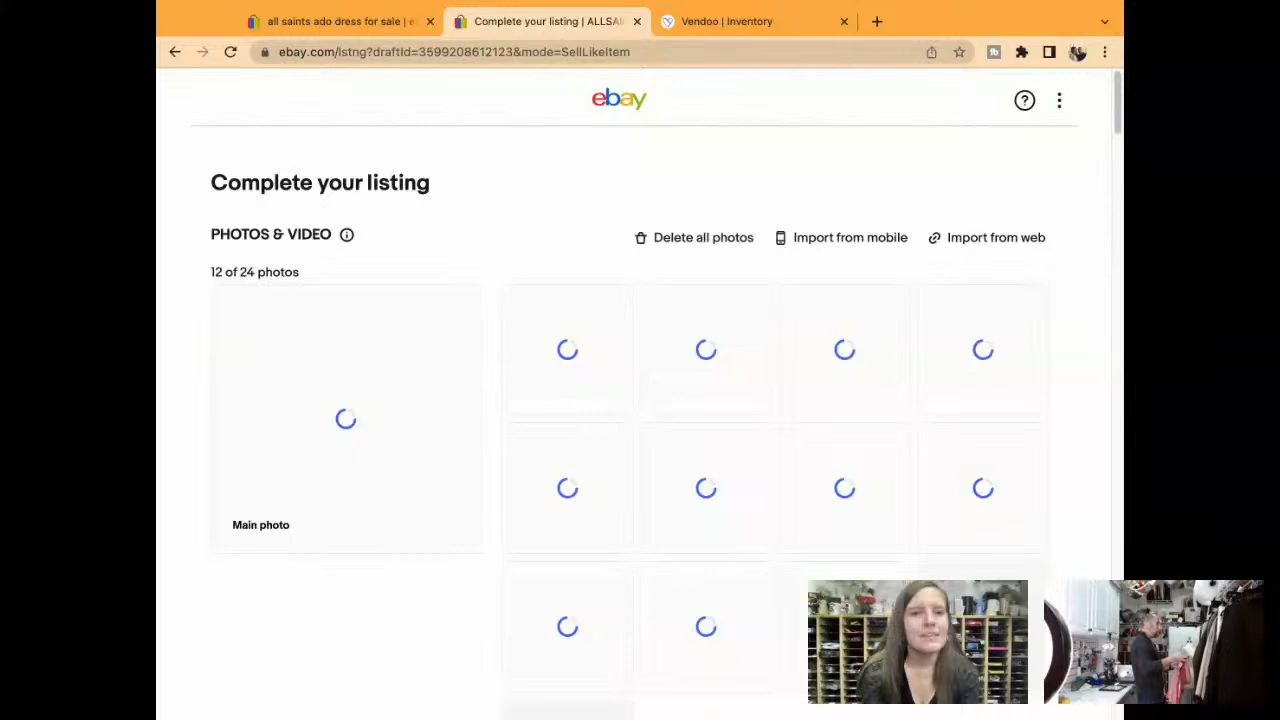 all saints ado dress for sale | e
Complete your listing | ALLSAI
Vendoo | Inventory
ebay.com/lstng?draftId=3599208612123&mode=SellLikeItem
ebay
Complete your listing
PHOTOS & VIDEO
Delete all photos
Import from mobile
Import from web
12 of 24 photos
Main photo